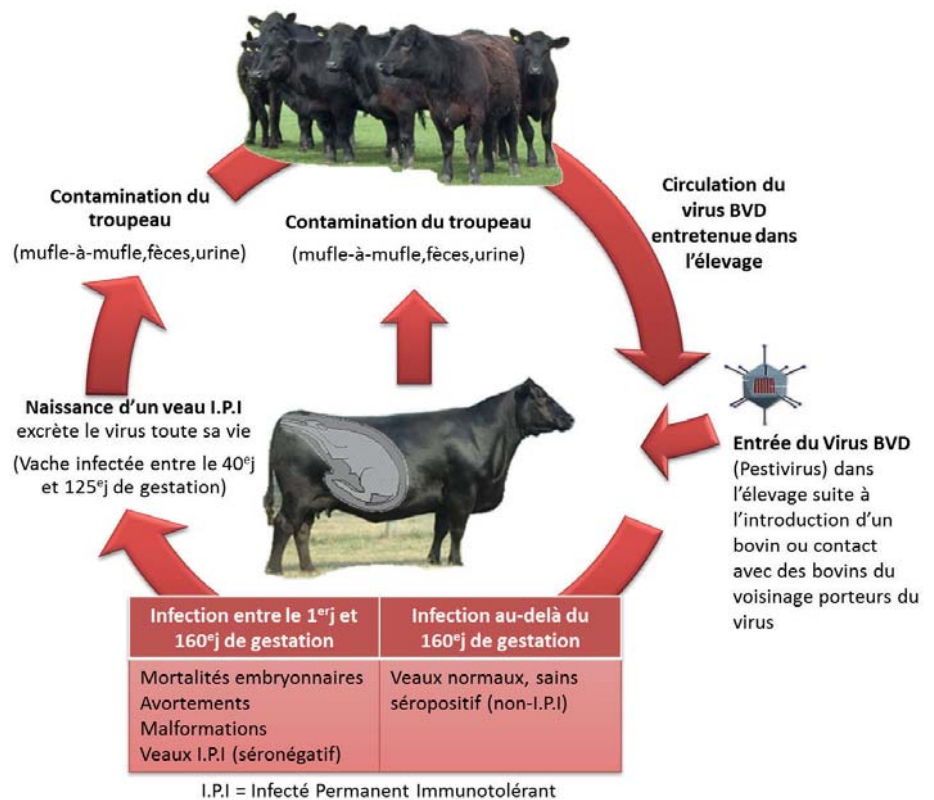 Contamination du
troupeau
(mufle-à-mufle,fèces,urine)
Contamination du troupeau
(mufle-à-mufle,fèces,urine)
Circulation du
virus BVD
entretenue dans
l'élevage
Naissance d'un veau I.P.I
excrète le virus toute sa vie
(Vache infectée entre le 40ᵉj
et 125ᵉj de gestation)
Entrée du Virus BVD
(Pestivirus) dans
l'élevage suite à
l'introduction d'un
bovin ou contact
avec des bovins du
voisinage porteurs du
virus
Infection entre le 1ᵉʳj et
160ᵉj de gestation
Infection au-delà du
160ᵉj de gestation
Mortalités embryonnaires
Avortements
Malformations
Veaux I.P.I (séronégatif)
Veaux normaux, sains
séropositif (non-I.P.I)
I.P.I = Infecté Permanent Immunotolérant